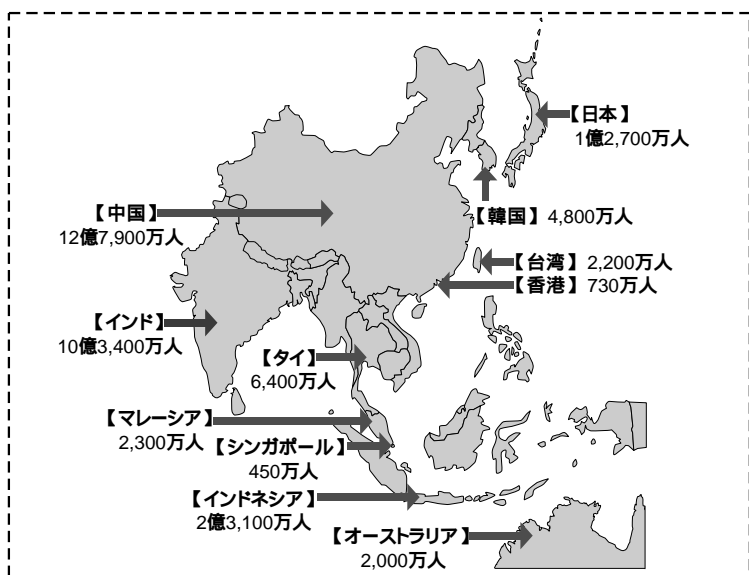 【日本】
1億2,700万人
【韓国】4,800万人
【中国】
12億7,900万人
【台湾】2,200万人
【香港】730万人
【インド】
10億3,400万人
【タイ】
6,400万人
【マレーシア】
2,300万人
【シンガポール】
450万人
【インドネシア】
2億3,100万人
【オーストラリア】
2,000万人